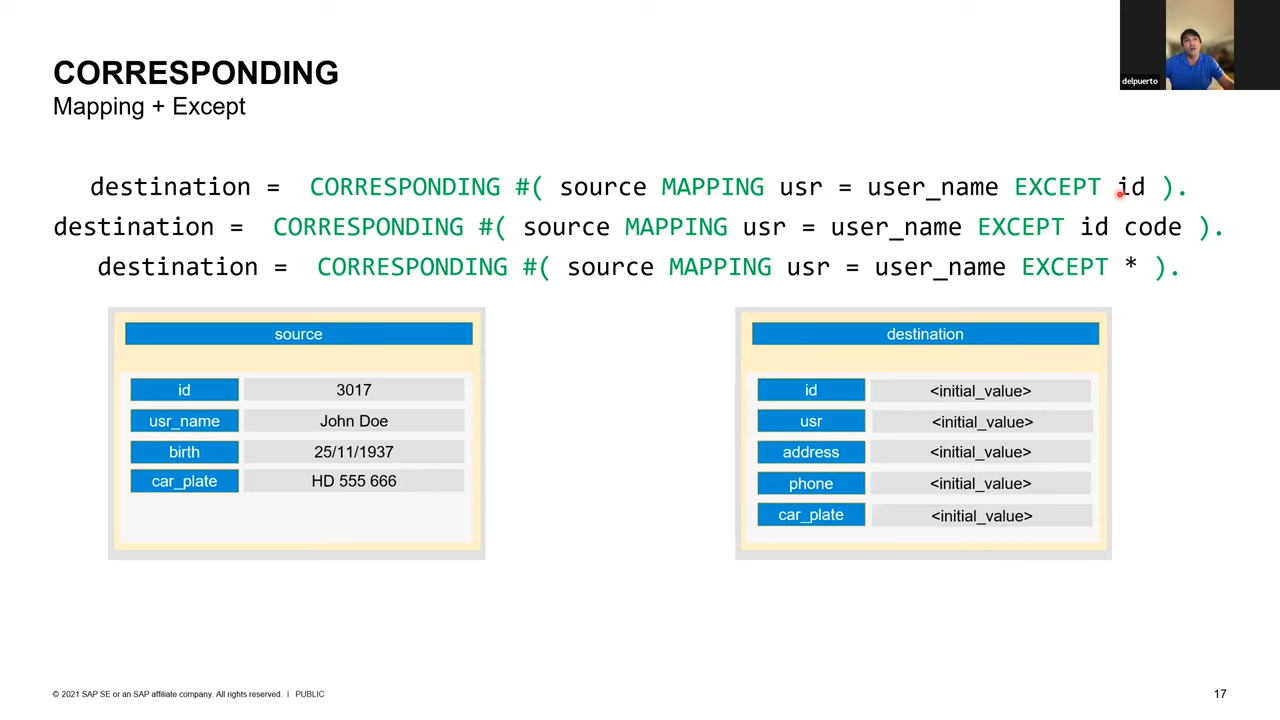 delpuerto
CORRESPONDING
Mapping + Except
destination = CORRESPONDING #( source MAPPING usr = user_name EXCEPT id ).
destination = CORRESPONDING #( source MAPPING usr = user_name EXCEPT id code ).
destination = CORRESPONDING #( source MAPPING usr = user_name EXCEPT * ).
source
id 3017
usr_name John Doe
birth 25/11/1937
car_plate HD 555 666
destination
id <initial_value>
usr <initial_value>
address <initial_value>
phone <initial_value>
car_plate <initial_value>
© 2021 SAP SE or an SAP affiliate company. All rights reserved. | PUBLIC
17